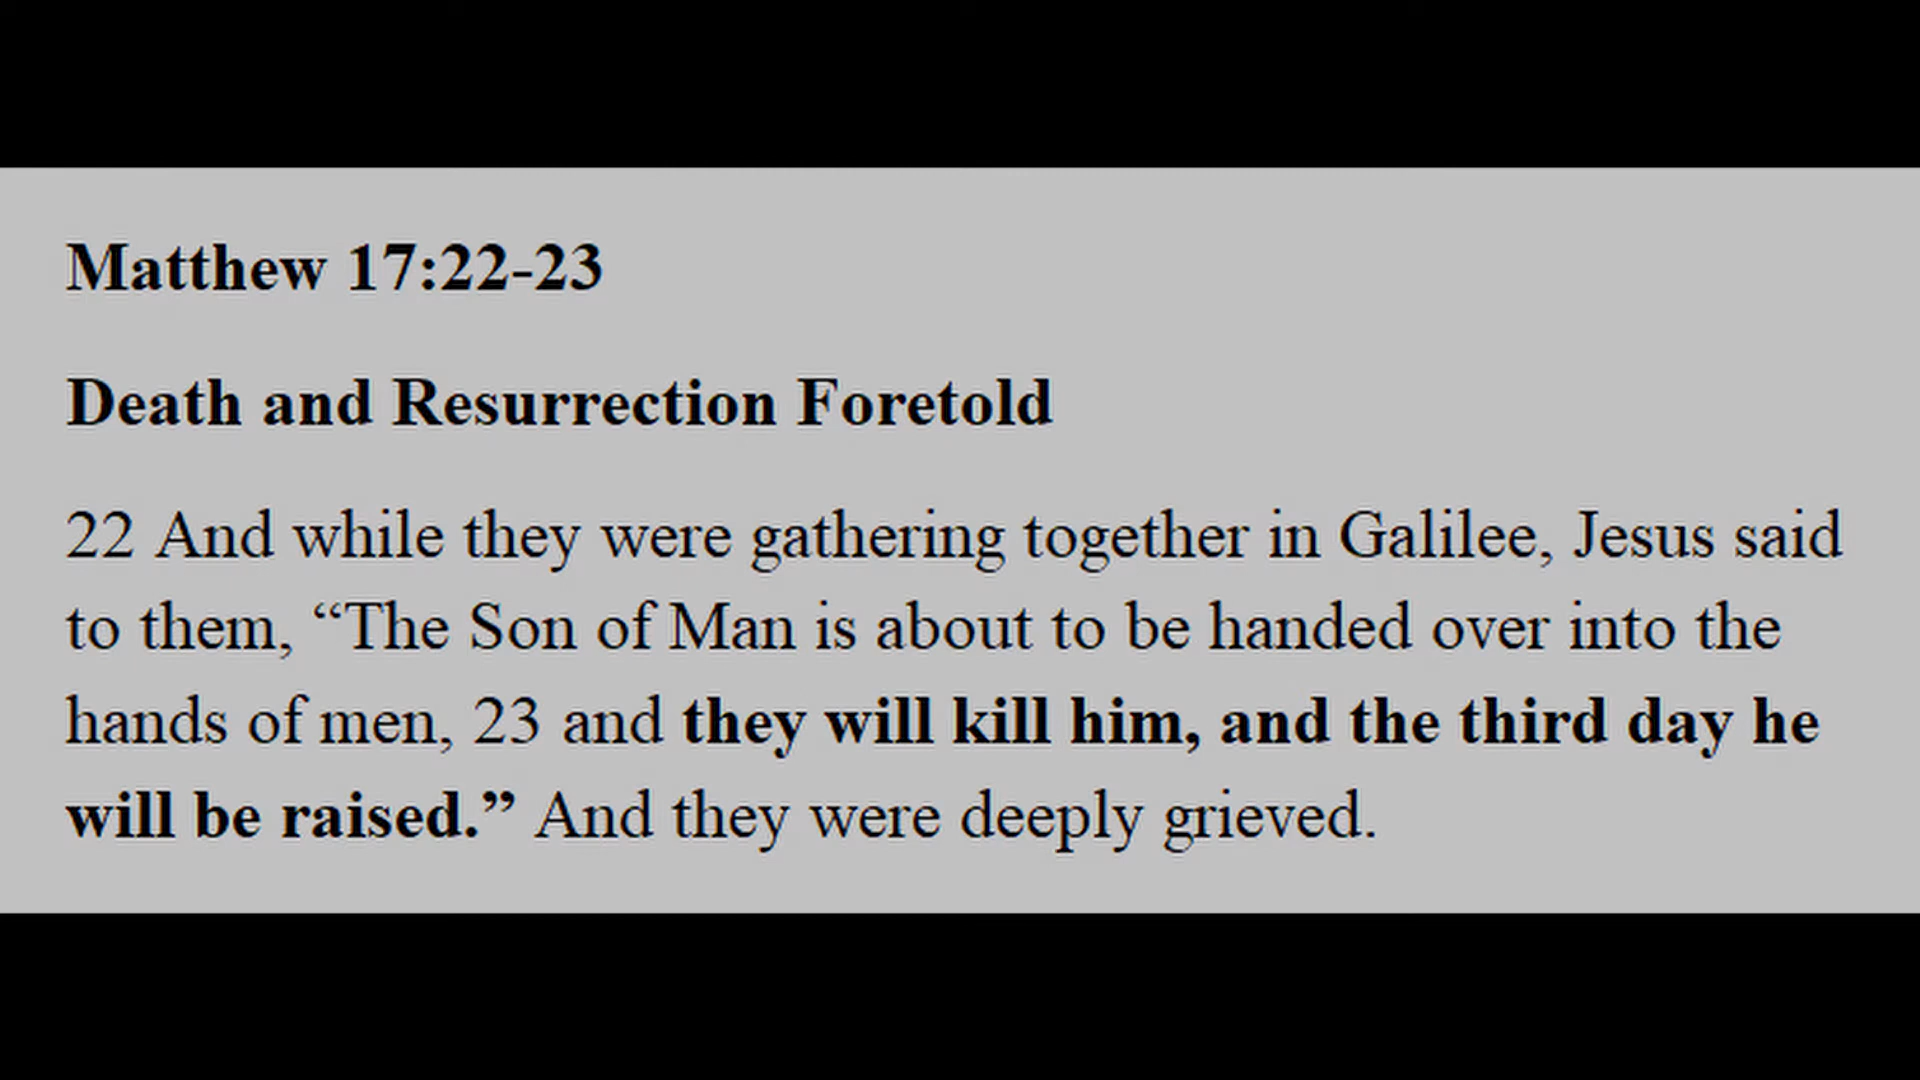 Matthew 17:22-23
Death and Resurrection Foretold
22 And while they were gathering together in Galilee, Jesus said
to them, “The Son of Man is about to be handed over into the
hands of men, 23 and they will kill him, and the third day he
will be raised.” And they were deeply grieved.